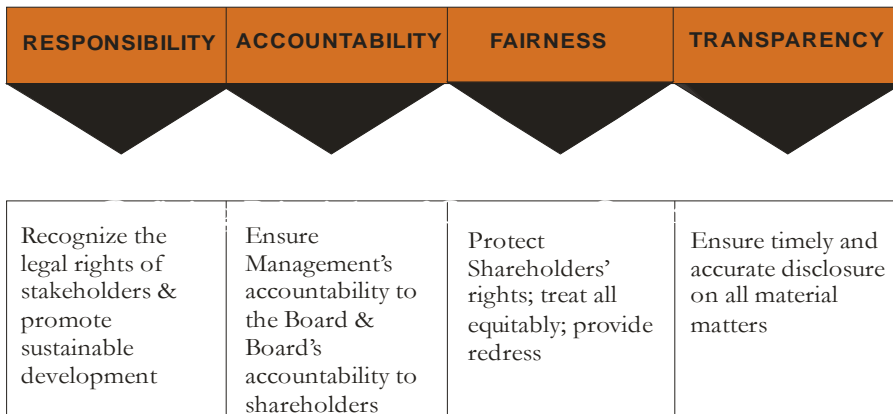 RESPONSIBILITY
ACCOUNTABILITY
FAIRNESS
TRANSPARENCY
Recognize the
legal rights of
stakeholders &
promote
sustainable
development
Ensure
Management’s
accountability to
the Board &
Board’s
accountability to
shareholders
Protect
Shareholders’
rights; treat all
equitably; provide
redress
Ensure timely and
accurate disclosure
on all material
matters